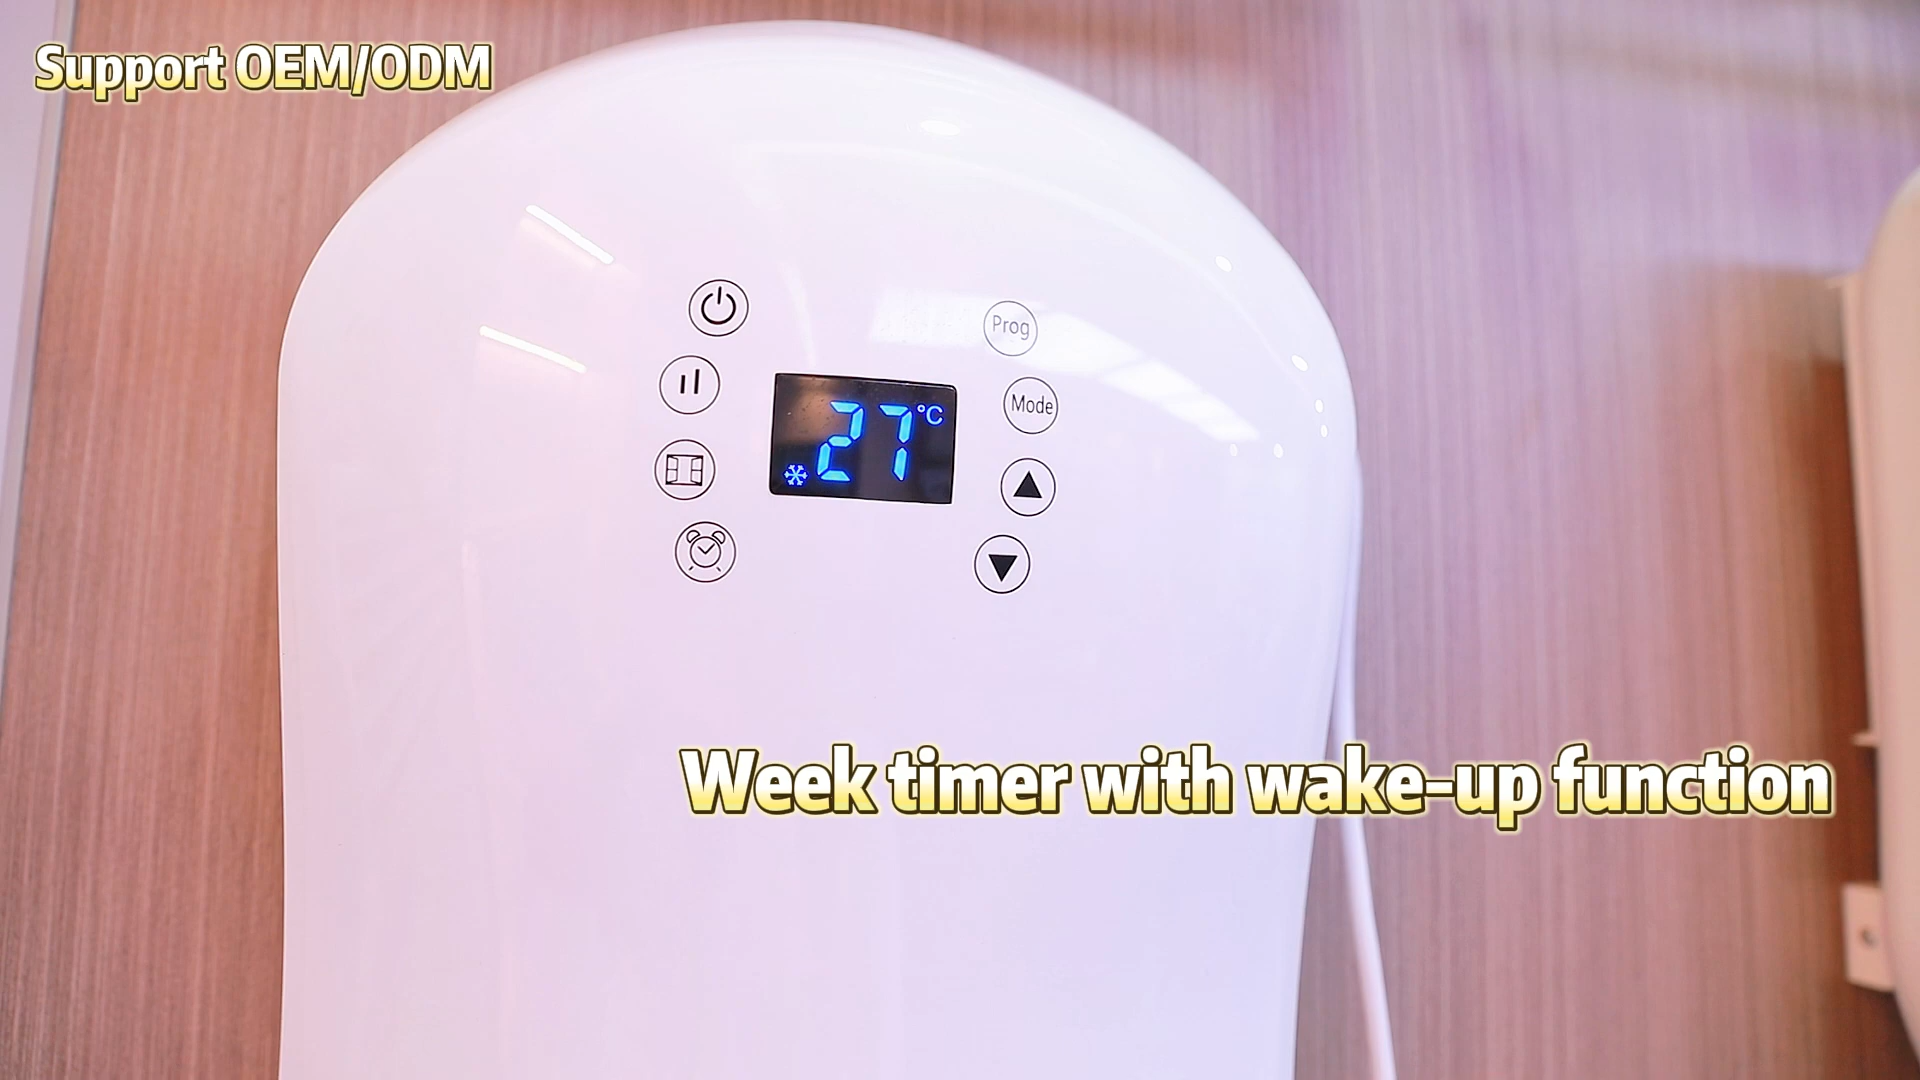 Support OEM/ODM
Prog
Mode
27°C
Week timer with wake-up function